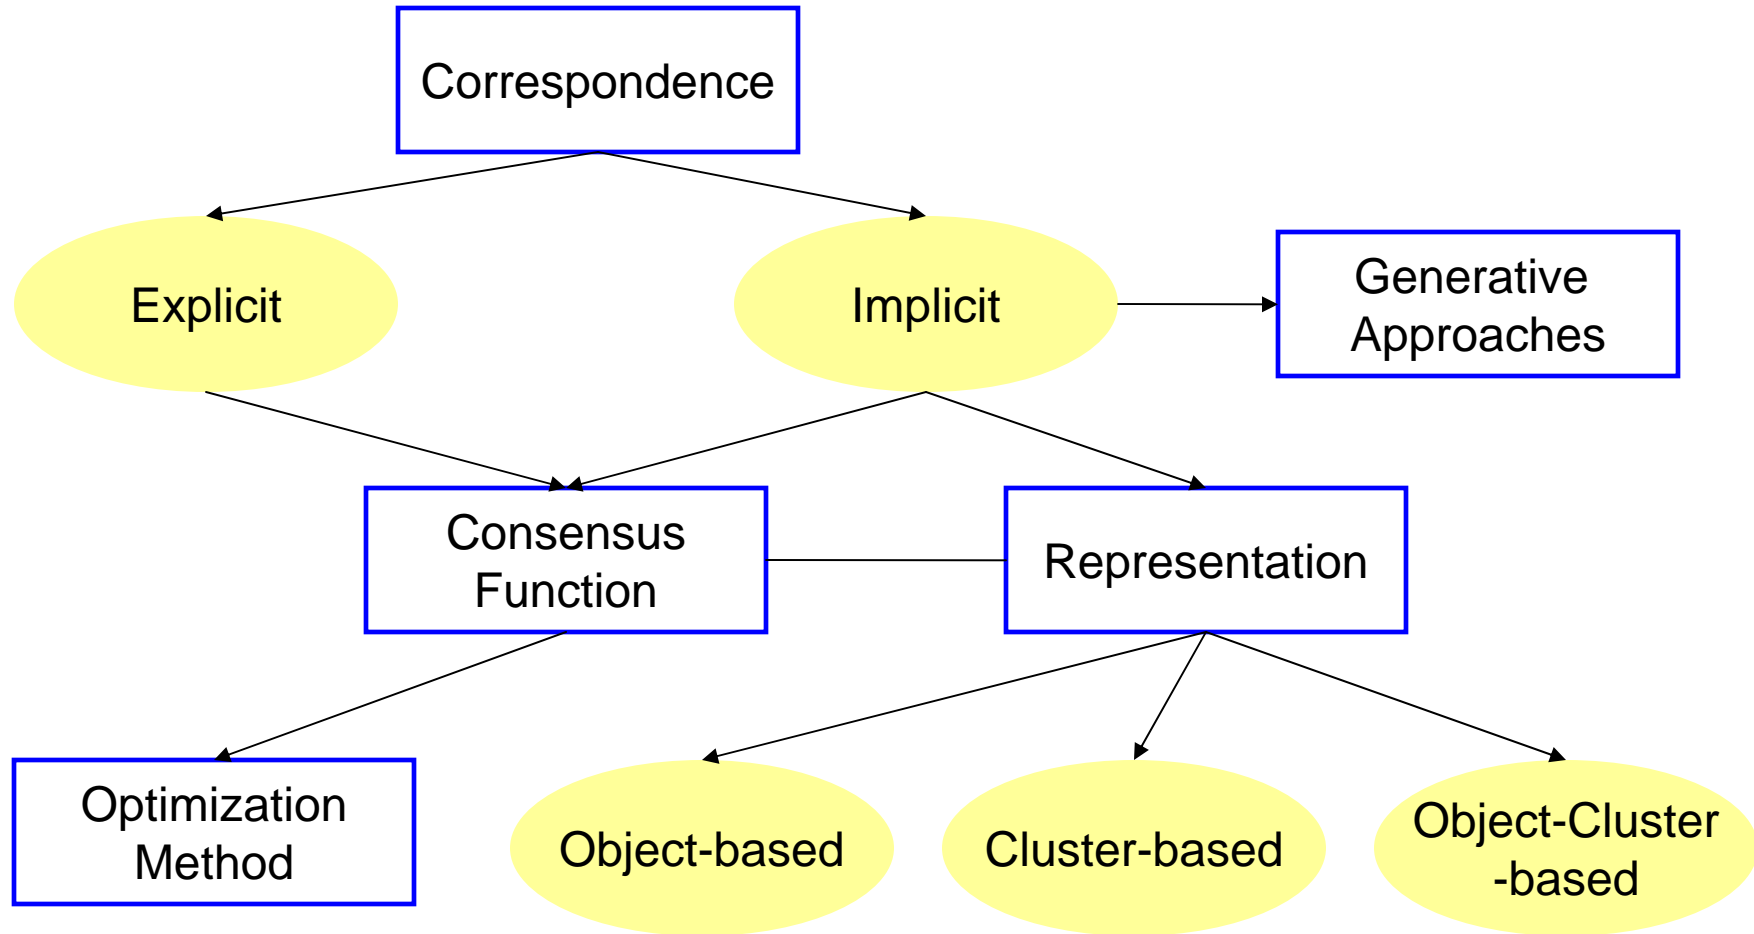 Correspondence
Explicit
Implicit
Generative
Approaches
Consensus
Function
Representation
Optimization
Method
Object-based
Cluster-based
Object-Cluster
-based